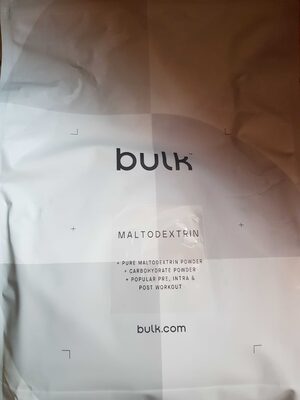 bulk™
MALTODEXTRIN
+ PURE MALTODEXTRIN POWDER
+ CARBOHYDRATE POWDER
+ POPULAR PRE, INTRA &
POST WORKOUT
bulk.com